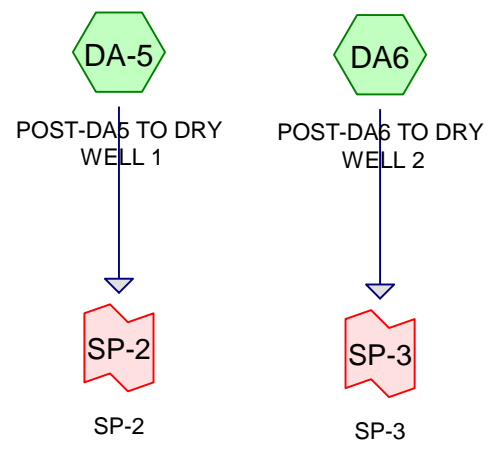 DA-5
POST-DA5 TO DRY
WELL 1
SP-2
SP-2
DA6
POST-DA6 TO DRY
WELL 2
SP-3
SP-3